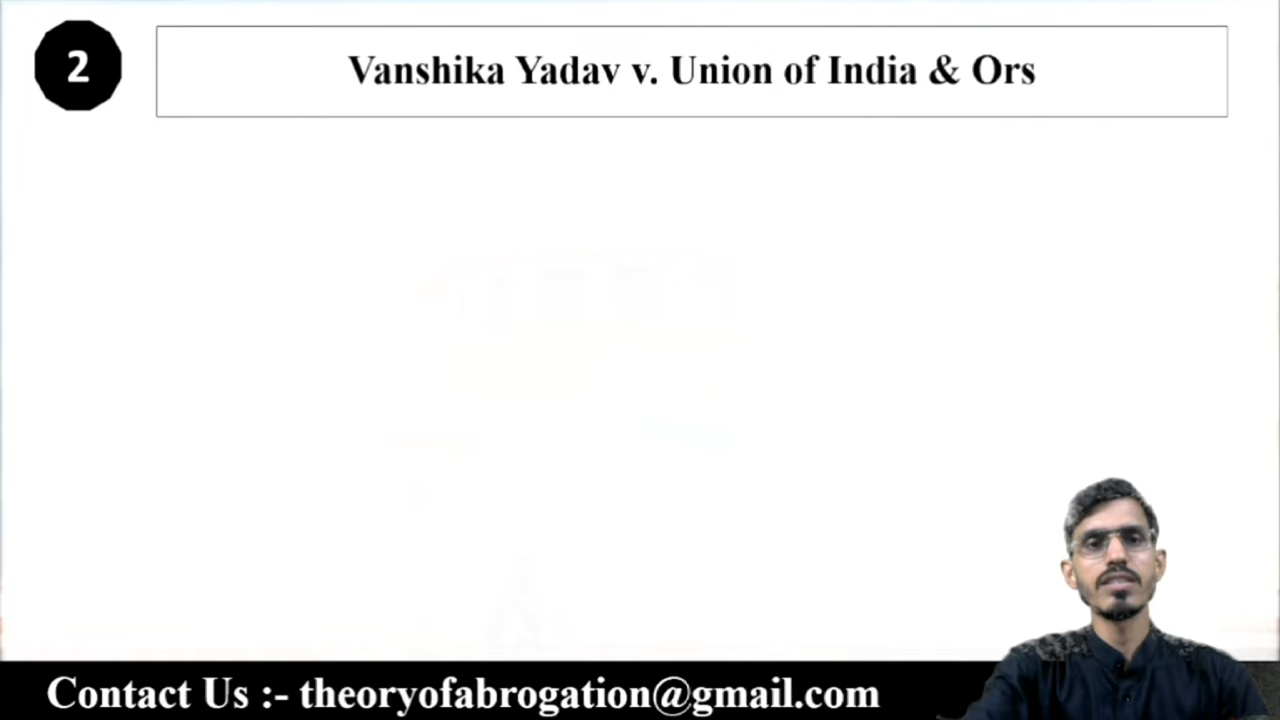 2
Vanshika Yadav v. Union of India & Ors
Contact Us :- theoryofabrogation@gmail.com